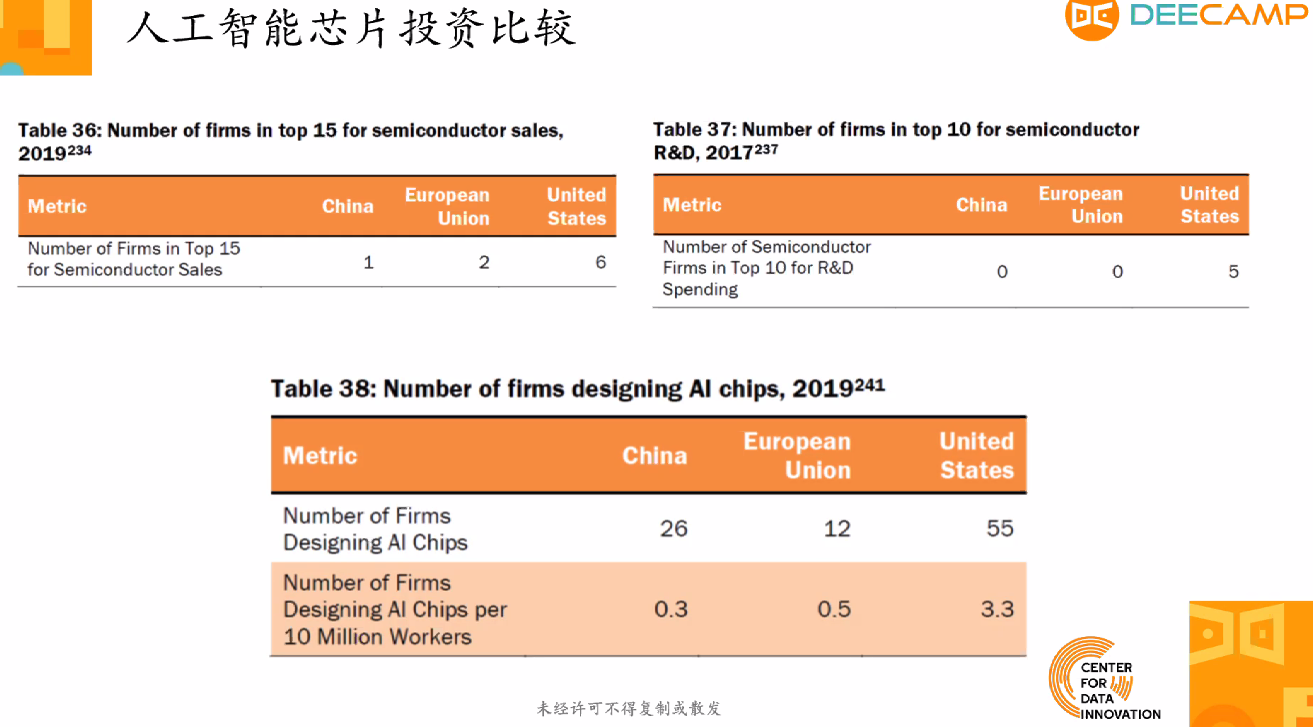 人工智能芯片投资比较
DEECAMP
Table 36: Number of firms in top 15 for semiconductor sales,
2019234
Metric China European Union United States
Number of Firms in Top 15
for Semiconductor Sales 1 2 6
Table 37: Number of firms in top 10 for semiconductor
R&D, 2017237
Metric China European Union United States
Number of Semiconductor
Firms in Top 10 for R&D 0 0 5
Spending
Table 38: Number of firms designing AI chips, 2019241
Metric China European Union United States
Number of Firms
Designing AI Chips 26 12 55
Number of Firms
Designing AI Chips per 0.3 0.5 3.3
10 Million Workers
CENTER
FOR
DATA
INNOVATION
未经许可不得复制或散发